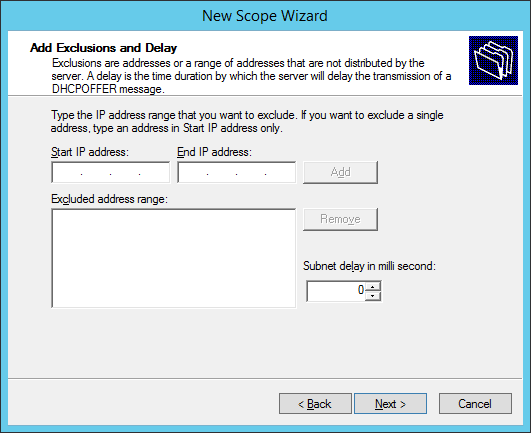 New Scope Wizard
Add Exclusions and Delay
Exclusions are addresses or a range of addresses that are not distributed by the
server. A delay is the time duration by which the server will delay the transmission of a
DHCPOFFER message.
Type the IP address range that you want to exclude. If you want to exclude a single
address, type an address in Start IP address only.
Start IP address: End IP address:
. . . . . . Add
Excluded address range:
Remove
Subnet delay in milli second:
0
< Back Next > Cancel